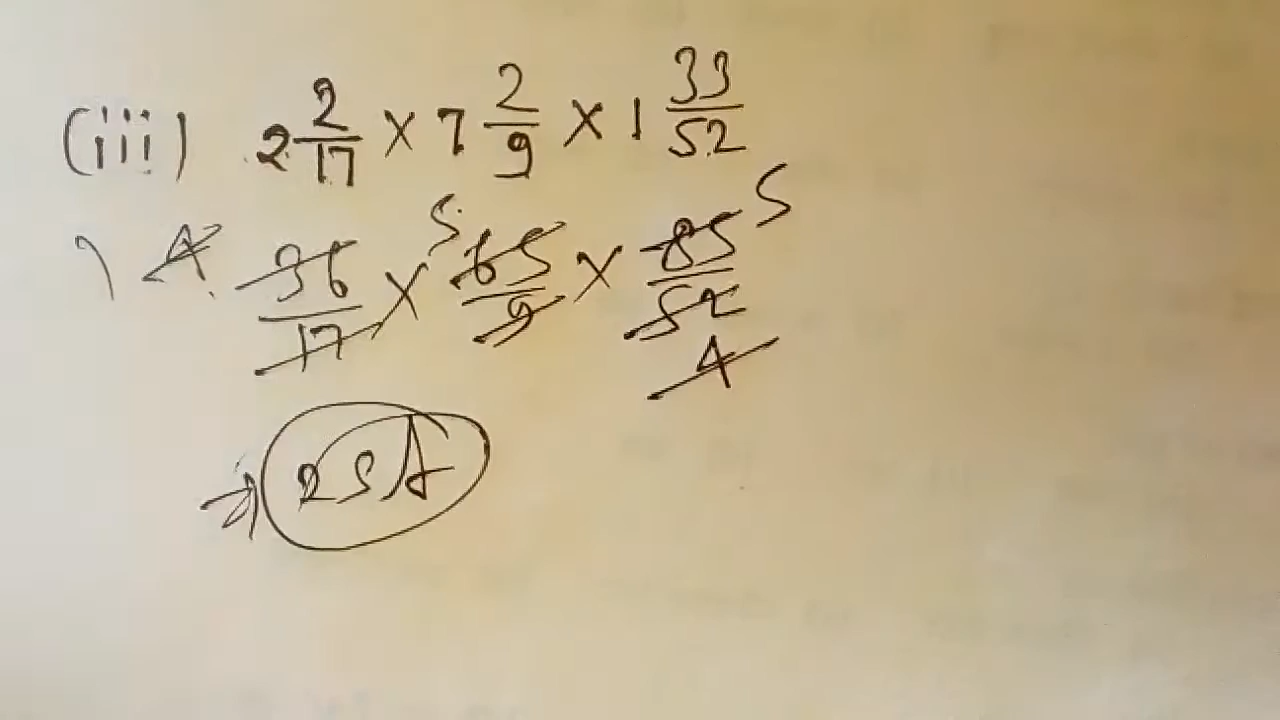 (iii) 2 2/17 × 7 2/9 × 1 33/52
4 36/17 × 5 65/9 × 85/52 5
4
⇒ 25 A